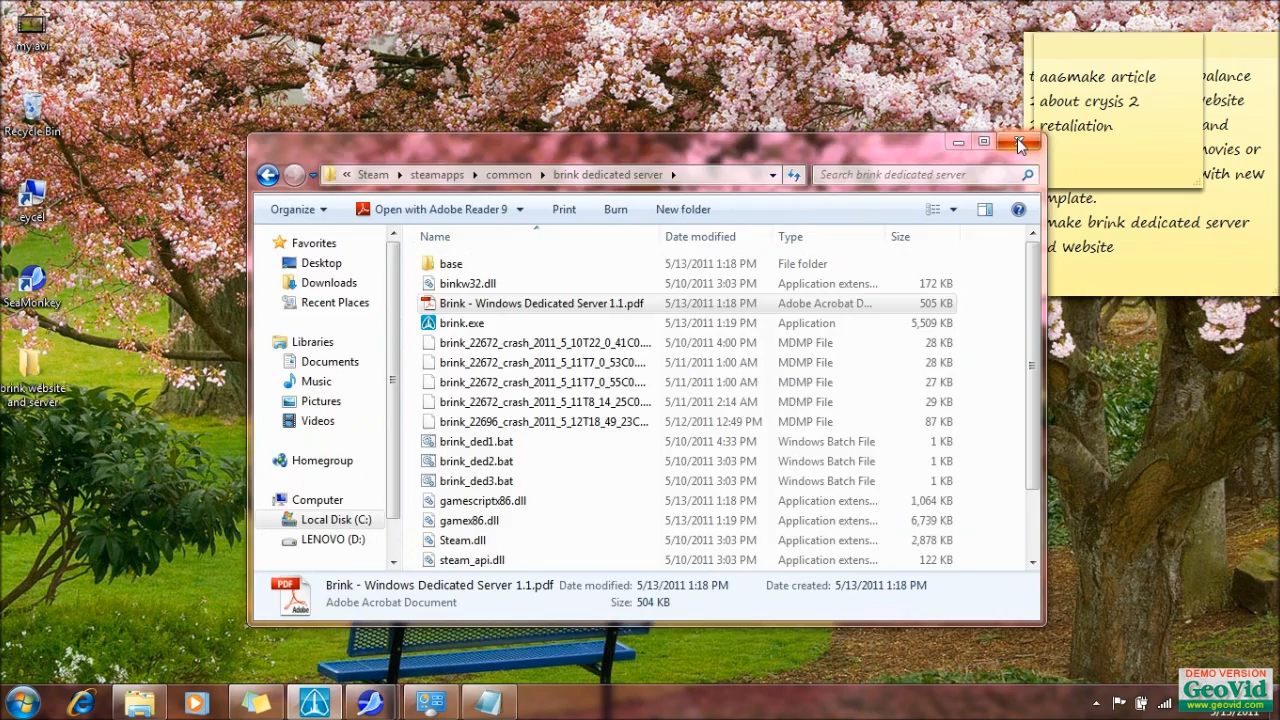 my.avi
Recycle Bin
eycel
SeaMonkey
brink website
and server
aa6make article
about crysis 2
retaliation
balance
website
and
movies or
with new
mplate.
make brink dedicated server
d website
« Steam steamapps common brink dedicated server
Search brink dedicated server
Organize Open with Adobe Reader 9 Print Burn New folder
Favorites
Desktop
Downloads
Recent Places
Libraries
Documents
Music
Pictures
Videos
Homegroup
Computer
Local Disk (C:)
LENOVO (D:)
Name Date modified Type Size
base 5/13/2011 1:18 PM File folder
binkw32.dll 5/10/2011 3:03 PM Application extens... 172 KB
Brink - Windows Dedicated Server 1.1.pdf 5/13/2011 1:18 PM Adobe Acrobat D... 505 KB
brink.exe 5/13/2011 1:19 PM Application 5,509 KB
brink_22672_crash_2011_5_10T22_0_41C0.... 5/10/2011 4:00 PM MDMP File 28 KB
brink_22672_crash_2011_5_11T7_0_53C0.... 5/11/2011 1:00 AM MDMP File 28 KB
brink_22672_crash_2011_5_11T7_0_55C0.... 5/11/2011 1:00 AM MDMP File 27 KB
brink_22672_crash_2011_5_11T8_14_25C0.... 5/11/2011 2:14 AM MDMP File 29 KB
brink_22696_crash_2011_5_12T18_49_23C... 5/12/2011 12:49 PM MDMP File 87 KB
brink_ded1.bat 5/10/2011 4:33 PM Windows Batch File 1 KB
brink_ded2.bat 5/10/2011 3:03 PM Windows Batch File 1 KB
brink_ded3.bat 5/10/2011 3:03 PM Windows Batch File 1 KB
gamescriptx86.dll 5/13/2011 1:18 PM Application extens... 1,064 KB
gamex86.dll 5/13/2011 1:19 PM Application extens... 6,739 KB
Steam.dll 5/10/2011 3:03 PM Application extens... 2,878 KB
steam_api.dll 5/10/2011 3:03 PM Application extens... 122 KB
Brink - Windows Dedicated Server 1.1.pdf Date modified: 5/13/2011 1:18 PM Date created: 5/13/2011 1:18 PM
Adobe Acrobat Document Size: 504 KB
PDF
Adobe
DEMO VERSION
GeoVid
www.geovid.com